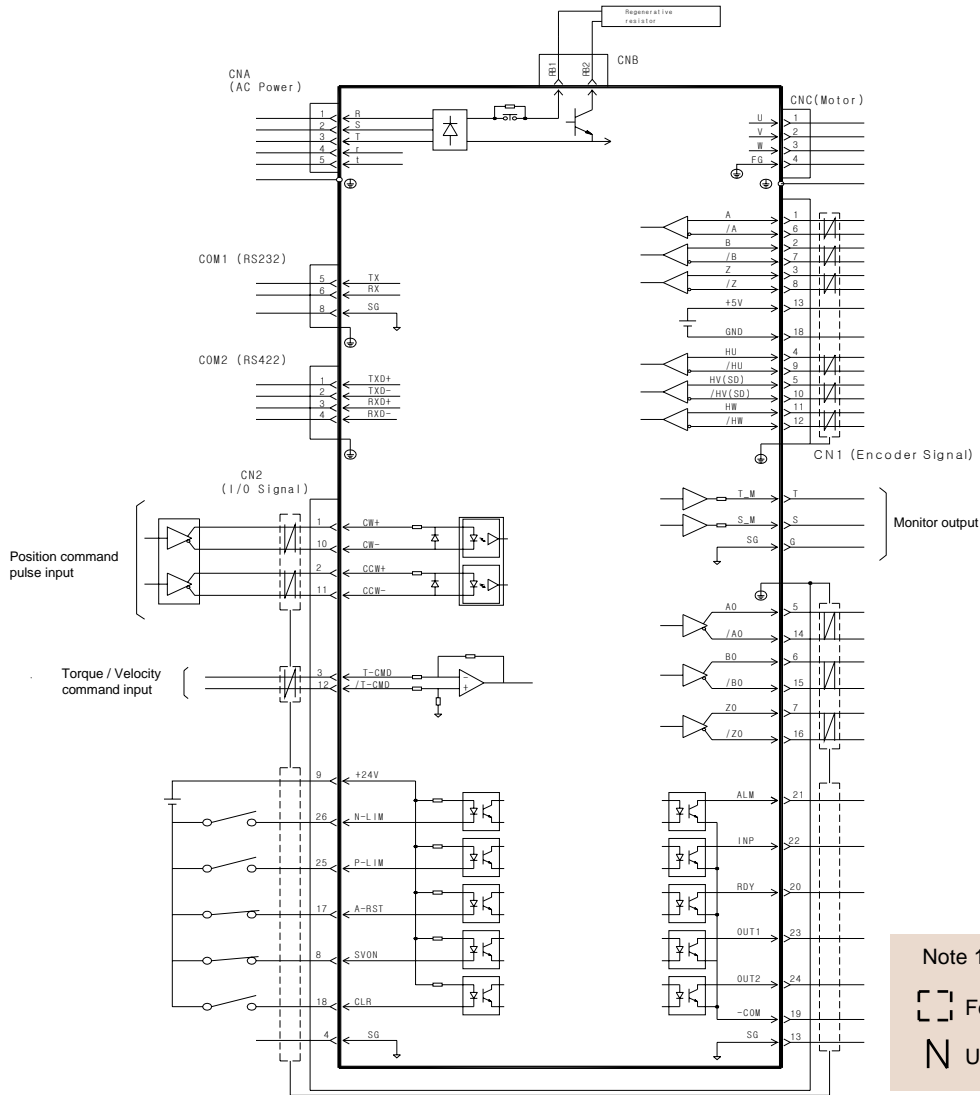 Regenerative
resistor
RB1
RB2
CNB
CNA
(AC Power)
1 R
2 S
3 T
4 r
5 t
CNC(Motor)
U 1
V 2
W 3
FG 4
A 1
/A 6
B 2
/B 7
Z 3
/Z 8
+5V 13
GND 18
HU 4
/HU 9
HV(SD) 5
/HV(SD) 10
HW 11
/HW 12
CN1 (Encoder Signal)
COM1 (RS232)
5 TX
6 RX
8 SG
COM2 (RS422)
1 TXD+
2 TXD-
3 RXD+
4 RXD-
CN2
(I/O Signal)
Position command
pulse input
1 CW+
10 CW-
2 CCW+
11 CCW-
T_M T
S_M S
SG G
Monitor output
Torque / Velocity
command input
3 T-CMD
12 /T-CMD
- 
+
AO 5
/AO 14
BO 6
/BO 15
ZO 7
/ZO 16
9 +24V
26 N-LIM
25 P-LIM
17 A-RST
8 SVON
18 CLR
4 SG
ALM 21
INP 22
RDY 20
OUT1 23
OUT2 24
-COM 19
SG 13
Note 1
N U